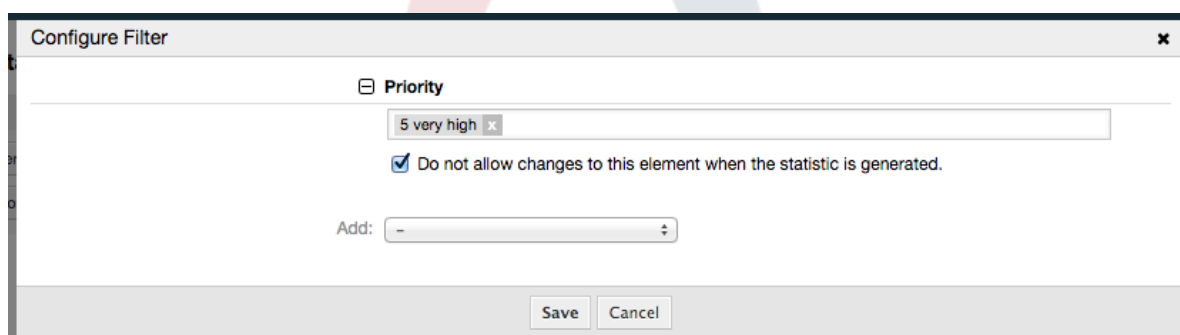 Configure Filter
Priority
5 very high x
Do not allow changes to this element when the statistic is generated.
Add: –
Save Cancel